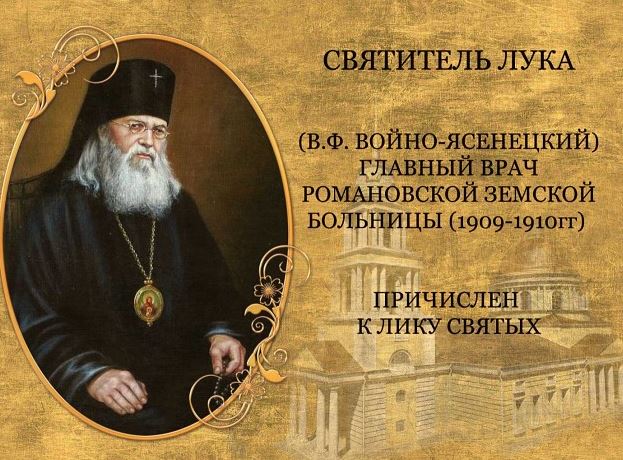 СВЯТИТЕЛЬ ЛУКА
(В.Ф. ВОЙНО-ЯСЕНЕЦКИЙ)
ГЛАВНЫЙ ВРАЧ
РОМАНОВСКОЙ ЗЕМСКОЙ
БОЛЬНИЦЫ (1909-1910гг)
ПРИЧИСЛЕН
К ЛИКУ СВЯТЫХ